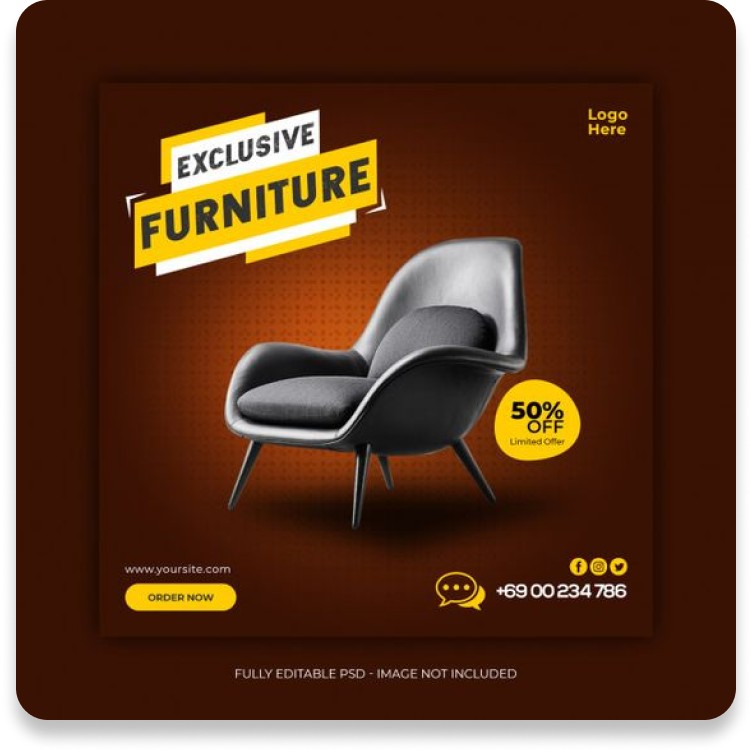 EXCLUSIVE
FURNITURE
Logo
Here
50%
OFF
Limited Offer
www.yoursite.com
ORDER NOW
+69 00 234 786
FULLY EDITABLE PSD - IMAGE NOT INCLUDED